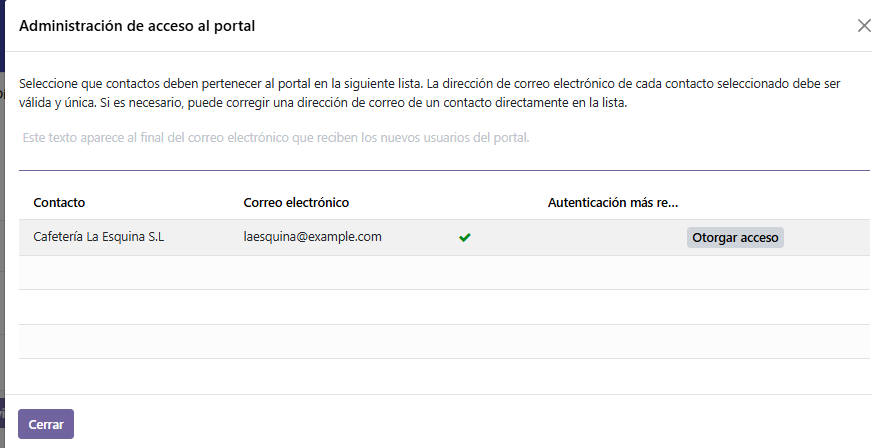 Administración de acceso al portal
Seleccione que contactos deben pertenecer al portal en la siguiente lista. La dirección de correo electrónico de cada contacto seleccionado debe ser
válida y única. Si es necesario, puede corregir una dirección de correo de un contacto directamente en la lista.
Este texto aparece al final del correo electrónico que reciben los nuevos usuarios del portal.
Contacto Correo electrónico Autenticación más re...
Cafetería La Esquina S.L laesquina@example.com Otorgar acceso
Cerrar